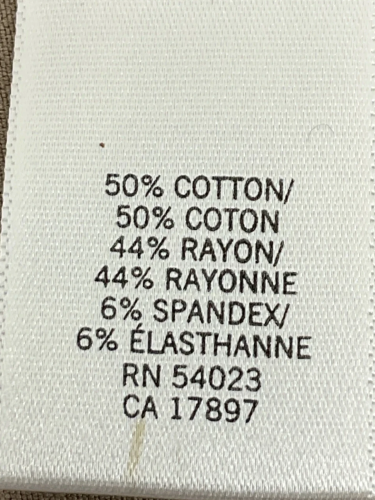 50% COTTON/
50% COTON
44% RAYON/
44% RAYONNE
6% SPANDEX/
6% ÉLASTHANNE
RN 54023
CA 17897